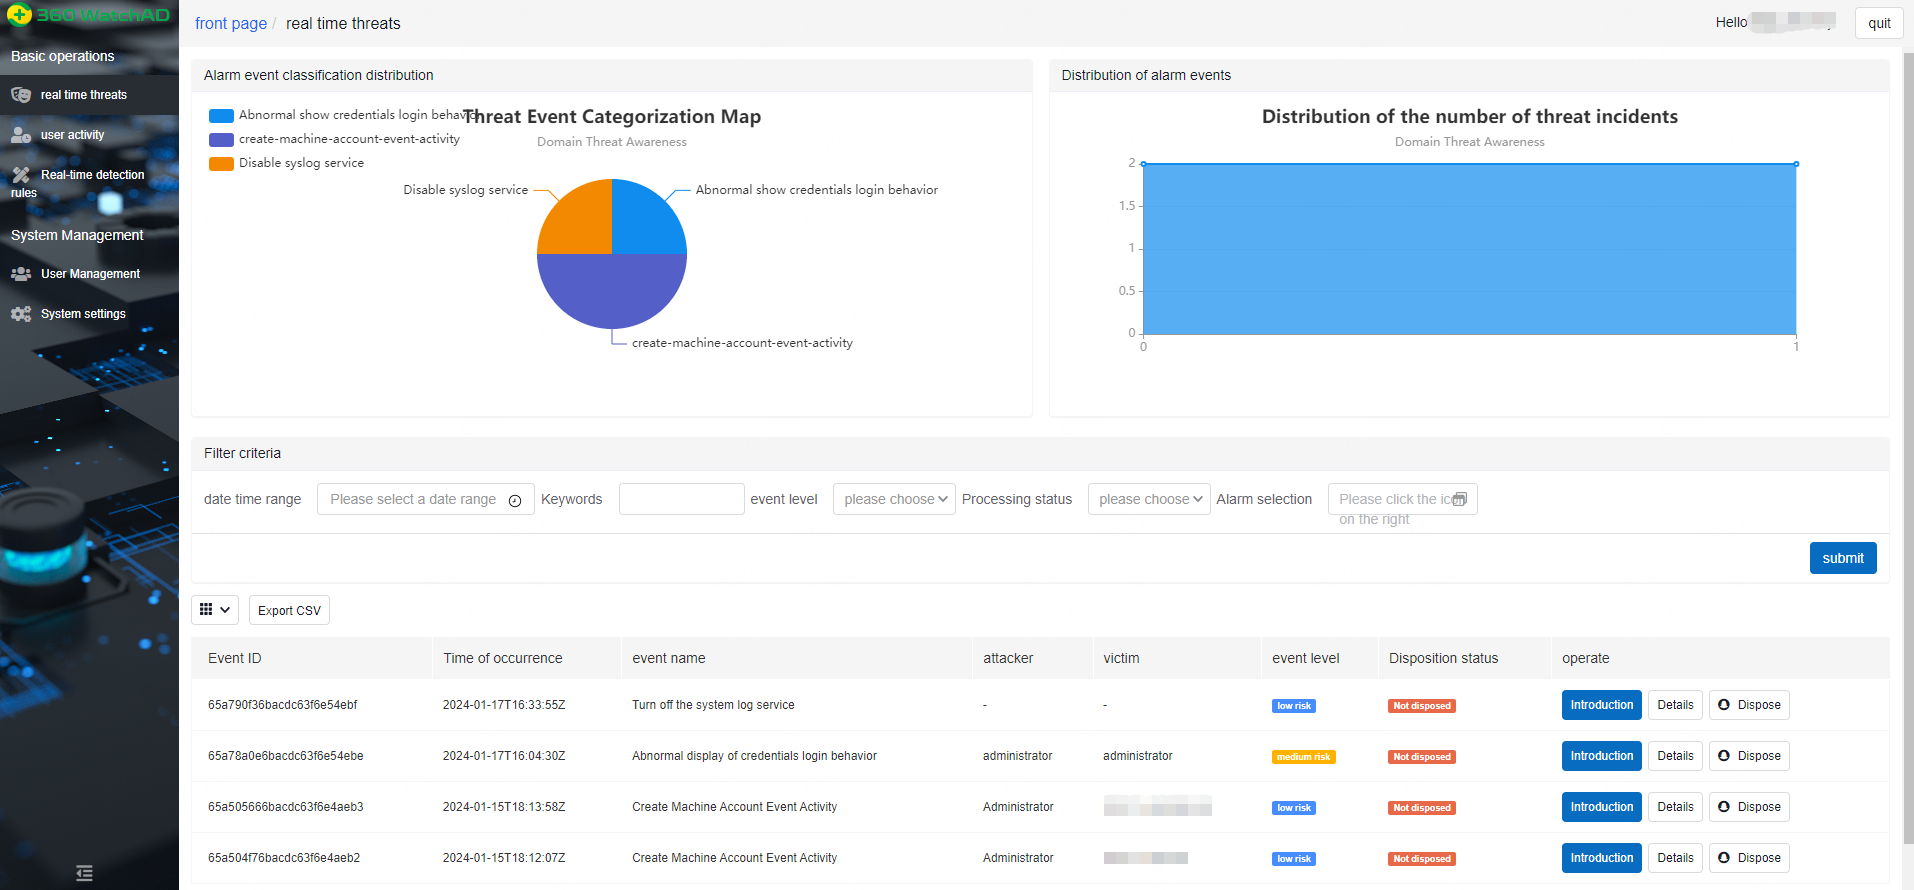 360 WatchAD
Basic operations
real time threats
user activity
Real-time detection
rules
System Management
User Management
System settings
front page / real time threats
Hello
quit
Alarm event classification distribution
Abnormal show credentials login behavior
create-machine-account-event-activity
Disable syslog service
Threat Event Categorization Map
Domain Threat Awareness
Disable syslog service
Abnormal show credentials login behavior
create-machine-account-event-activity
Distribution of alarm events
Distribution of the number of threat incidents
Domain Threat Awareness
2
1.5
1
0.5
0
0 1
Filter criteria
date time range Please select a date range Keywords event level please choose Processing status please choose Alarm selection Please click the icon
on the right
submit
Export CSV
Event ID Time of occurrence event name attacker victim event level Disposition status operate
65a790f36bacdc63f6e54ebf 2024-01-17T16:33:55Z Turn off the system log service - - low risk Not disposed Introduction Details Dispose
65a78a0e6bacdc63f6e54ebe 2024-01-17T16:04:30Z Abnormal display of credentials login behavior administrator administrator medium risk Not disposed Introduction Details Dispose
65a505666bacdc63f6e4aeb3 2024-01-15T18:13:58Z Create Machine Account Event Activity Administrator low risk Not disposed Introduction Details Dispose
65a504f76bacdc63f6e4aeb2 2024-01-15T18:12:07Z Create Machine Account Event Activity Administrator low risk Not disposed Introduction Details Dispose